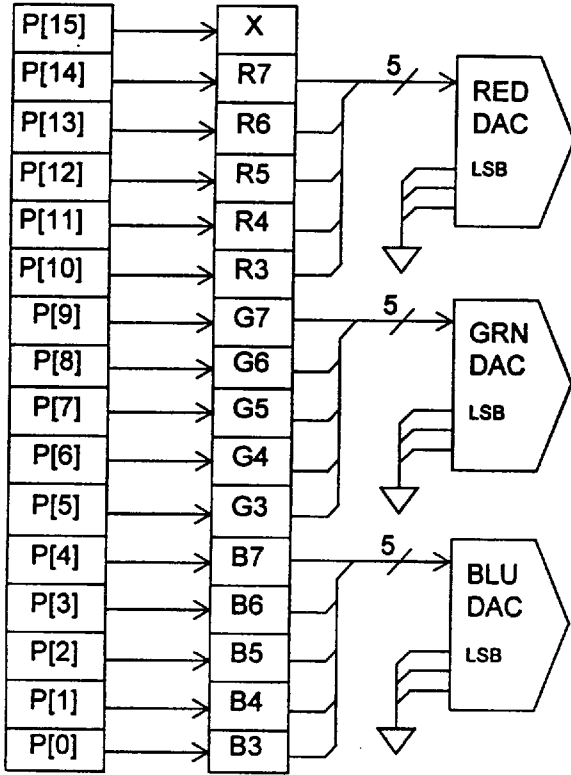 P[15] X
P[14] R7 5 RED
P[13] R6 DAC
P[12] R5 LSB
P[11] R4
P[10] R3
P[9] G7 5 GRN
P[8] G6 DAC
P[7] G5 LSB
P[6] G4
P[5] G3
P[4] B7 5 BLU
P[3] B6 DAC
P[2] B5 LSB
P[1] B4
P[0] B3